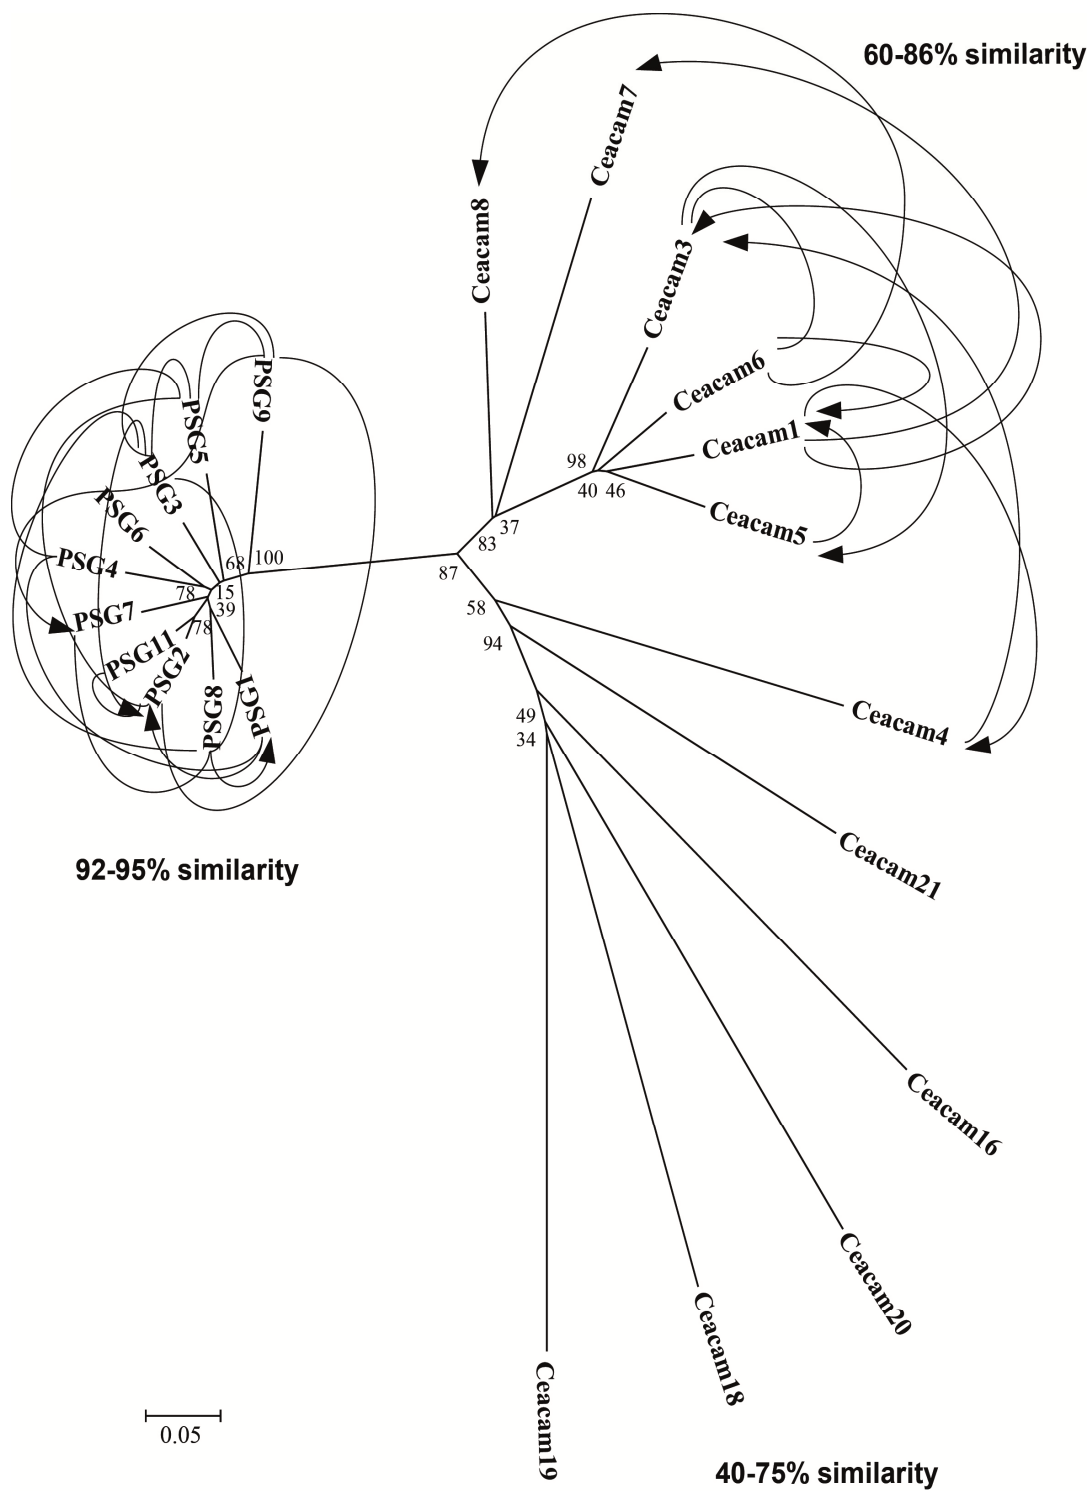 60-86% similarity
Ceacam7
Ceacam8
Ceacam3
Ceacam6
Ceacam1
Ceacam5
98
40 46
37
83
87
58
94
49
34
PSG9
PSG5
PSG3
PSG6
PSG4
PSG7
PSG11
PSG2
PSG8
PSG1
68 100
78 15
39
78
92-95% similarity
Ceacam4
Ceacam21
Ceacam16
Ceacam20
Ceacam18
Ceacam19
0.05
40-75% similarity